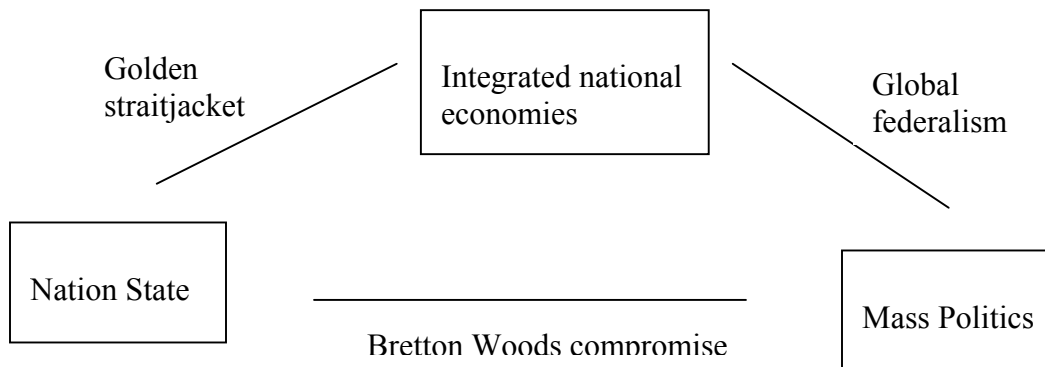 Golden
straitjacket
Integrated national
economies
Global
federalism
Nation State
Mass Politics
Bretton Woods compromise